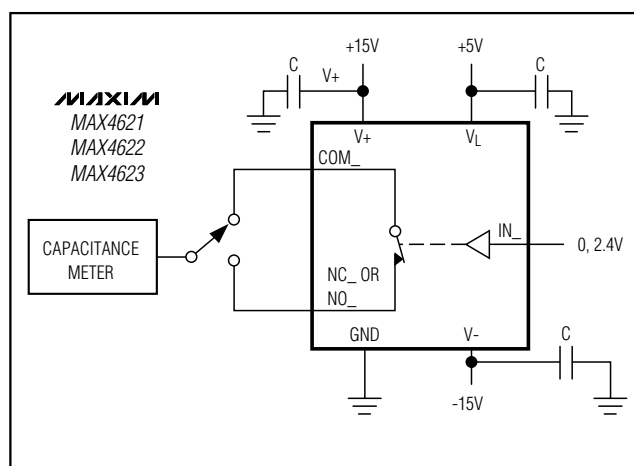 +15V
+5V
C
V+
C
MAXIM
MAX4621
MAX4622
MAX4623
V+
VL
COM_
CAPACITANCE
METER
IN_
0, 2.4V
NC_ OR
NO_
GND
V-
C
-15V